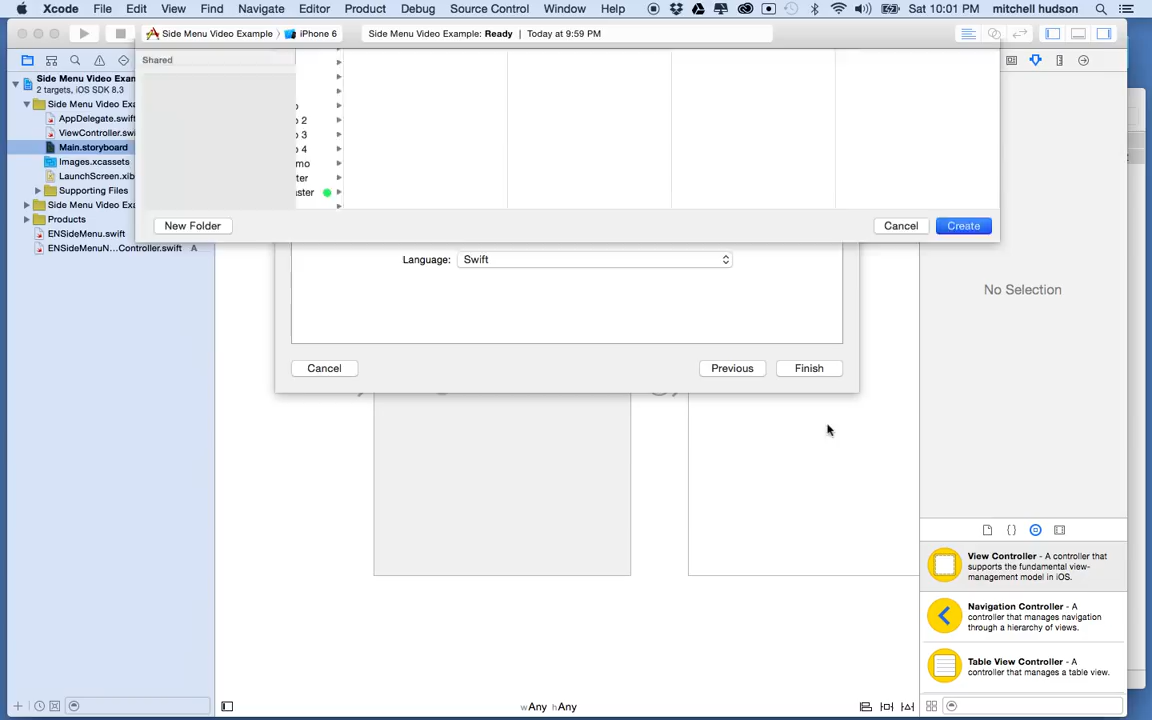 Xcode File Edit View Find Navigate Editor Product Debug Source Control Window Help Sat 10:01 PM mitchell hudson
Side Menu Video Example iPhone 6 Side Menu Video Example: Ready | Today at 9:59 PM
Shared
Side Menu Video Exam
2 targets, iOS SDK 8.3
Side Menu Video Exa
AppDelegate.swift
ViewController.sw
Main.storyboard
Images.xcassets
LaunchScreen.xib
Supporting Files
Side Menu Video Exa
Products
ENSideMenu.swift
ENSideMenuN...Controller.swift A
o
o 2
o 3
o 4
mo
ter
aster
New Folder Cancel Create
Language: Swift
Cancel Previous Finish
No Selection
View Controller - A controller that
supports the fundamental view-
management model in iOS.
Navigation Controller - A
controller that manages navigation
through a hierarchy of views.
Table View Controller - A
controller that manages a table view.
wAny hAny